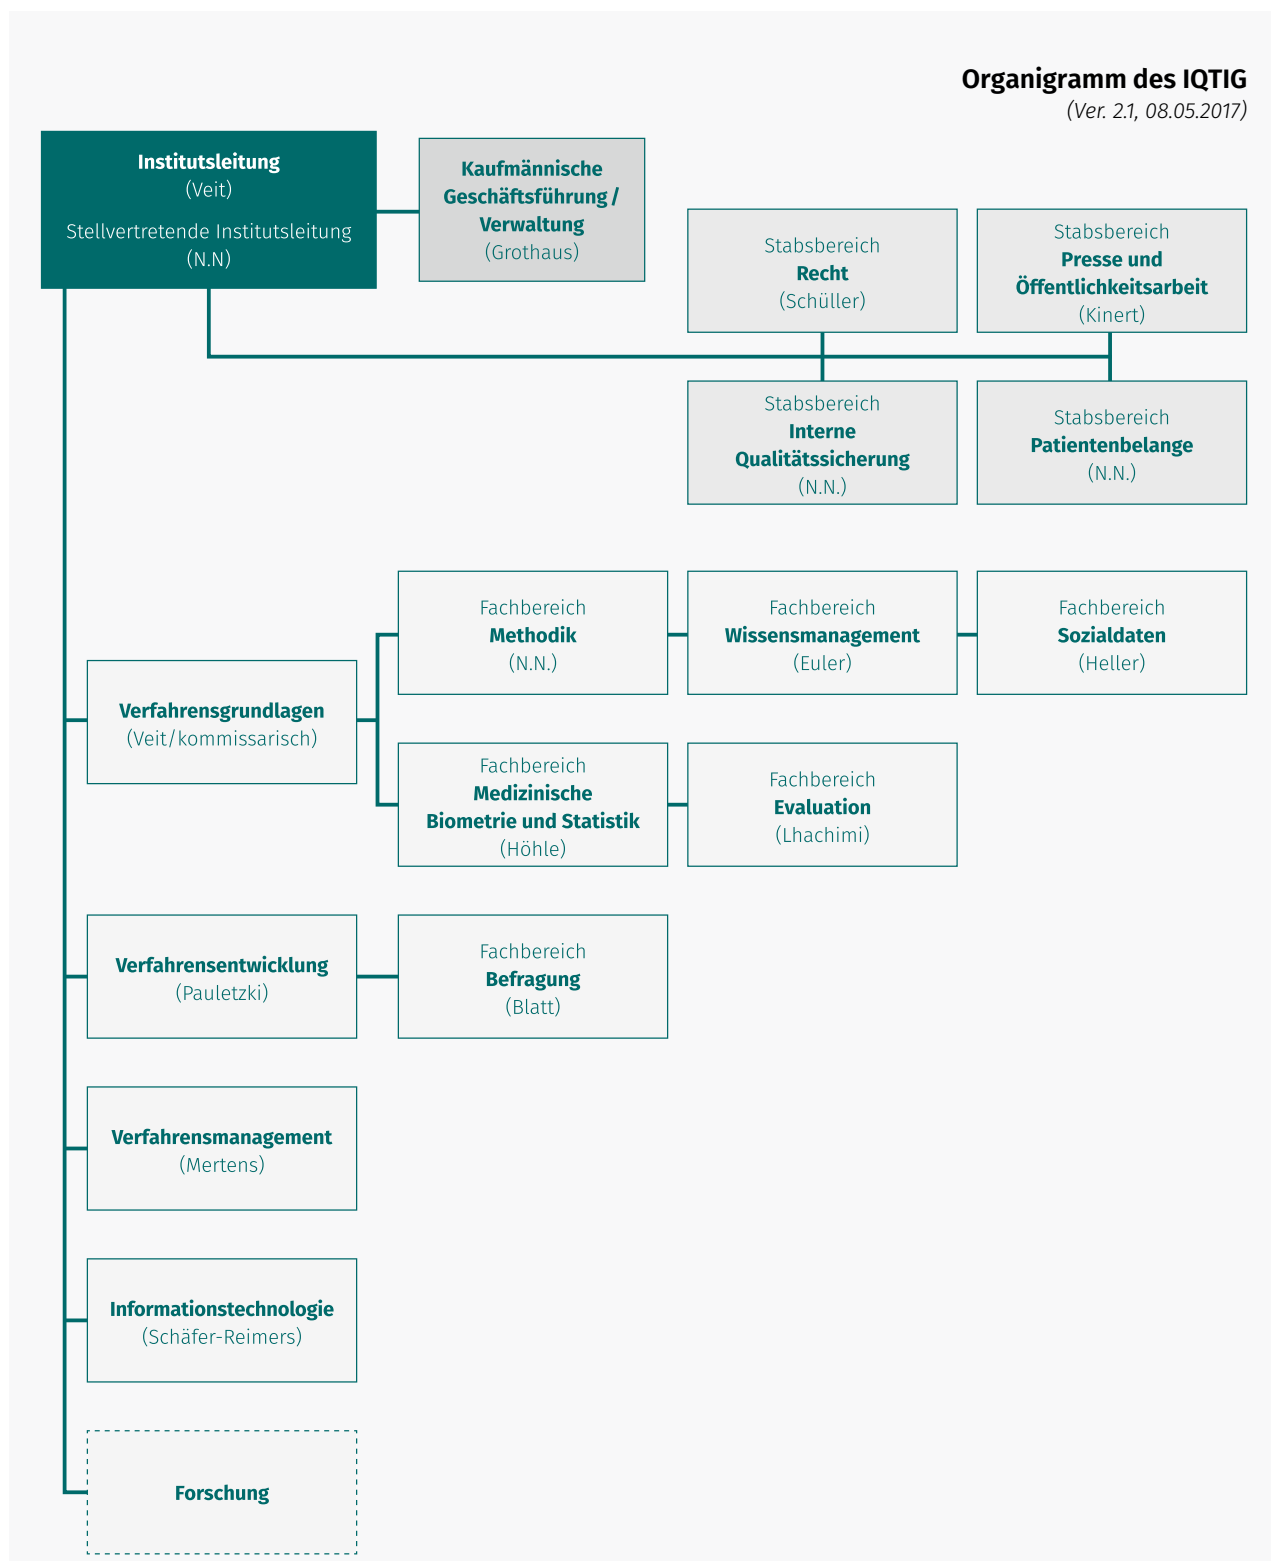 Organigramm des IQTIG
(Ver. 2.1, 08.05.2017)
Institutsleitung
(Veit)
Stellvertretende Institutsleitung
(N.N)
Kaufmännische
Geschäftsführung /
Verwaltung
(Grothaus)
Stabsbereich
Recht
(Schüller)
Stabsbereich
Presse und
Öffentlichkeitsarbeit
(Kinert)
Stabsbereich
Interne
Qualitätssicherung
(N.N.)
Stabsbereich
Patientenbelange
(N.N.)
Verfahrensgrundlagen
(Veit/kommissarisch)
Fachbereich
Methodik
(N.N.)
Fachbereich
Wissensmanagement
(Euler)
Fachbereich
Sozialdaten
(Heller)
Fachbereich
Medizinische
Biometrie und Statistik
(Höhle)
Fachbereich
Evaluation
(Lhachimi)
Verfahrensentwicklung
(Pauletzki)
Fachbereich
Befragung
(Blatt)
Verfahrensmanagement
(Mertens)
Informationstechnologie
(Schäfer-Reimers)
Forschung